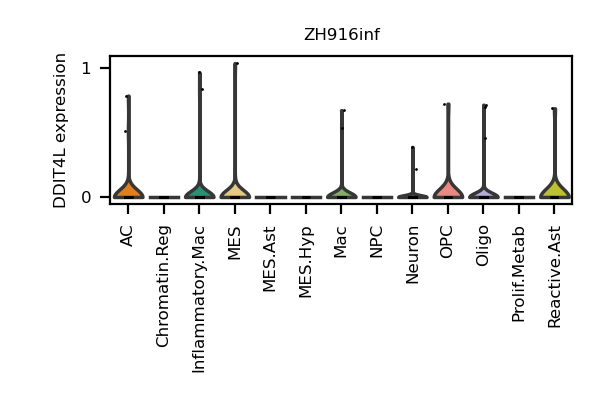 ZH916inf
DDIT4L expression
1
0
AC
Chromatin.Reg
Inflammatory.Mac
MES
MES.Ast
MES.Hyp
Mac
NPC
Neuron
OPC
Oligo
Prolif.Metab
Reactive.Ast